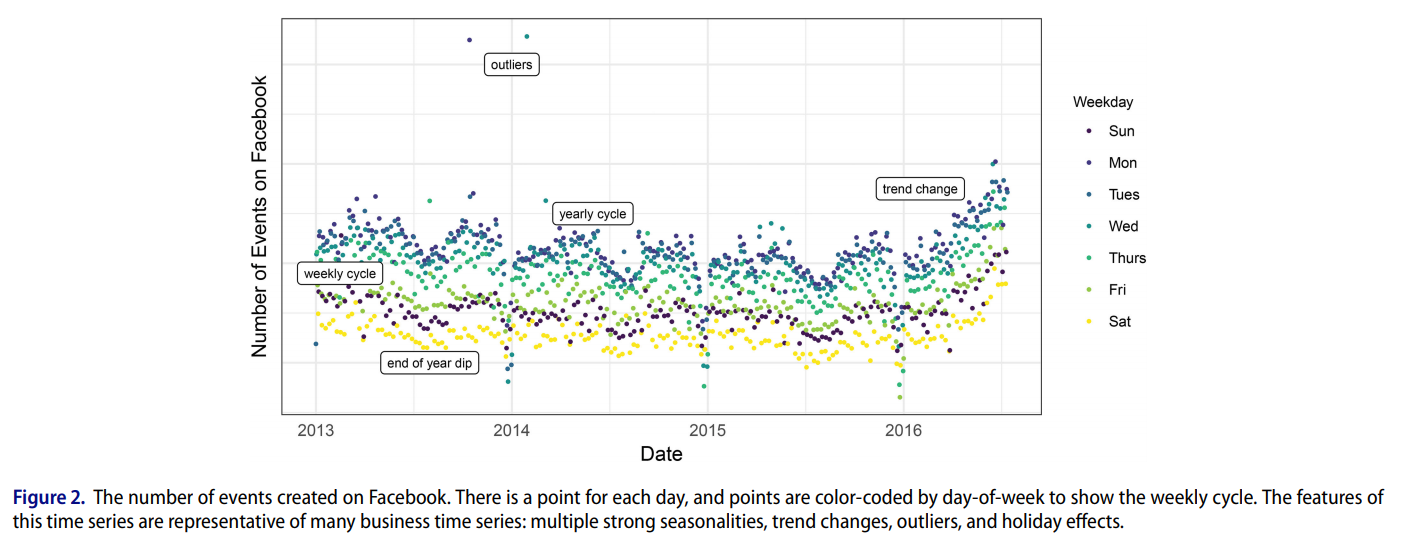 outliers
Weekday
Sun
Mon
trend change
Tues
yearly cycle
Wed
weekly cycle
Thurs
Fri
Sat
end of year dip
Number of Events on Facebook
2013 2014 2015 2016
Date
Figure 2. The number of events created on Facebook. There is a point for each day, and points are color-coded by day-of-week to show the weekly cycle. The features of
this time series are representative of many business time series: multiple strong seasonalities, trend changes, outliers, and holiday effects.